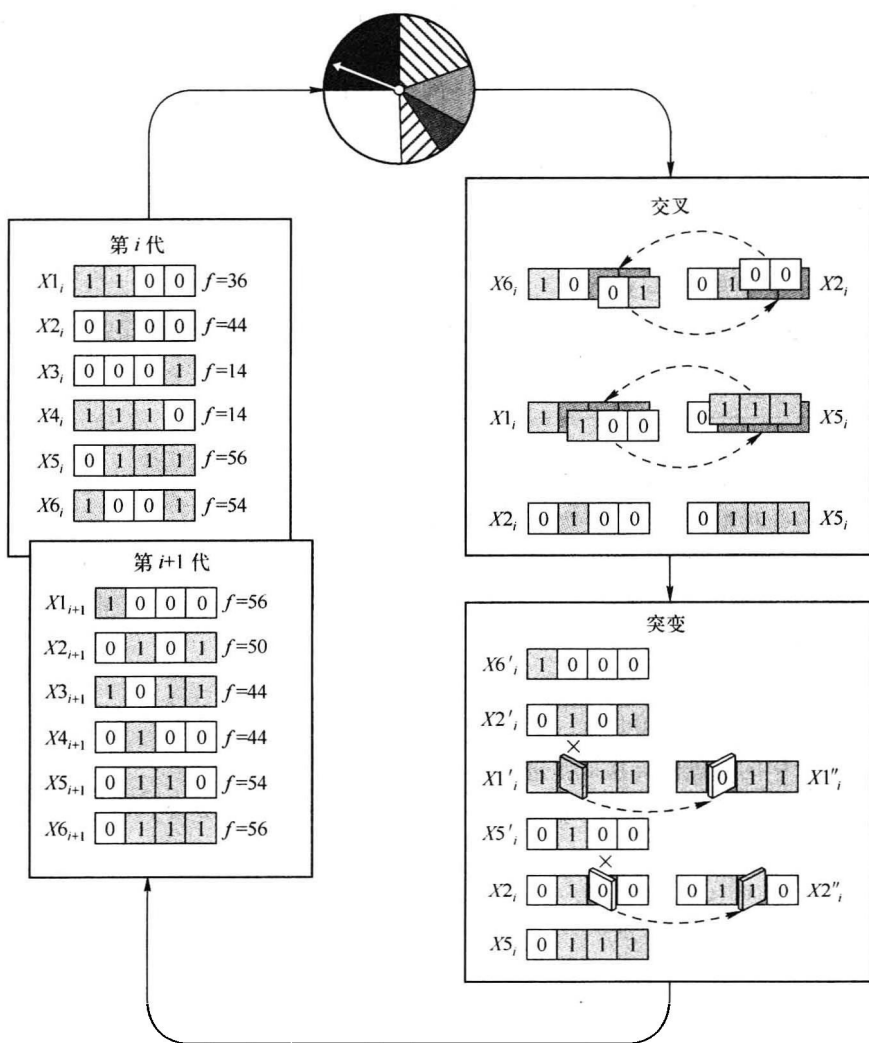 第 i 代
X1i 1 1 0 0 f=36
X2i 0 1 0 0 f=44
X3i 0 0 0 1 f=14
X4i 1 1 1 0 f=14
X5i 0 1 1 1 f=56
X6i 1 0 0 1 f=54
第 i+1 代
X1i+1 1 0 0 0 f=56
X2i+1 0 1 0 1 f=50
X3i+1 1 0 1 1 f=44
X4i+1 0 1 0 0 f=44
X5i+1 0 1 1 0 f=54
X6i+1 0 1 1 1 f=56
交叉
X6i 1 0 0 1 0 1 0 0 X2i
X1i 1 1 0 0 0 1 1 1 X5i
X2i 0 1 0 0 0 1 1 1 X5i
突变
X6'i 1 0 0 0
X2'i 0 1 0 1
×
X1'i 1 1 1 1 1 0 1 1 X1"i
X5'i 0 1 0 0
×
X2i 0 1 0 0 0 1 1 0 X2"i
X5i 0 1 1 1